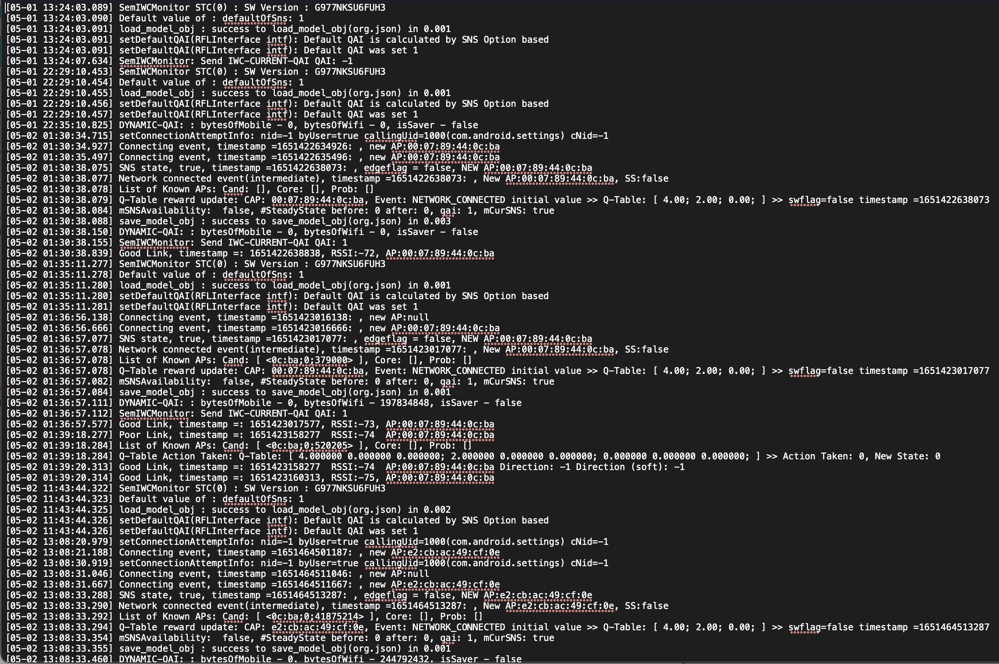 [05-01 13:24:03.089] SemIWCMonitor STC(0) : SW Version : G977NKSU6FUH3
[05-01 13:24:03.090] Default value of : defaultOfSns: 1
[05-01 13:24:03.091] load_model_obj : success to load_model_obj(org.json) in 0.001
[05-01 13:24:03.091] setDefaultQAI(RFLInterface intf): Default QAI is calculated by SNS Option based
[05-01 13:24:03.091] setDefaultQAI(RFLInterface intf): Default QAI was set 1
[05-01 13:24:07.634] SemIWCMonitor: Send IWC-CURRENT-QAI QAI: -1
[05-01 22:29:10.453] SemIWCMonitor STC(0) : SW Version : G977NKSU6FUH3
[05-01 22:29:10.454] Default value of : defaultOfSns: 1
[05-01 22:29:10.455] load_model_obj : success to load_model_obj(org.json) in 0.001
[05-01 22:29:10.456] setDefaultQAI(RFLInterface intf): Default QAI is calculated by SNS Option based
[05-01 22:29:10.457] setDefaultQAI(RFLInterface intf): Default QAI was set 1
[05-01 22:35:10.825] DYNAMIC-QAI: : bytesOfMobile - 0, bytesOfWifi - 0, isSaver - false
[05-02 01:30:34.715] setConnectionAttemptInfo: nid=-1 byUser=true callingUid=1000(com.android.settings) cNid=-1
[05-02 01:30:34.927] Connecting event, timestamp =1651422634926: , new AP:00:07:89:44:0c:ba
[05-02 01:30:35.497] Connecting event, timestamp =1651422635496: , new AP:00:07:89:44:0c:ba
[05-02 01:30:38.075] SNS state, true, timestamp =1651422638073: , edgeflag = false, NEW AP:00:07:89:44:0c:ba
[05-02 01:30:38.077] Network connected event(intermediate), timestamp =1651422638073: , New AP:00:07:89:44:0c:ba, SS:false
[05-02 01:30:38.078] List of Known APs: Cand: [], Core: [], Prob: []
[05-02 01:30:38.079] Q-Table reward update: CAP: 00:07:89:44:0c:ba, Event: NETWORK_CONNECTED initial value >> Q-Table: [ 4.00; 2.00; 0.00; ] >> swflag=false timestamp =1651422638073
[05-02 01:30:38.084] mSNSAvailability:  false, #SteadyState before: 0 after: 0, qai: 1, mCurSNS: true
[05-02 01:30:38.088] save_model_obj : success to save_model_obj(org.json) in 0.003
[05-02 01:30:38.150] DYNAMIC-QAI: : bytesOfMobile - 0, bytesOfWifi - 0, isSaver - false
[05-02 01:30:38.155] SemIWCMonitor: Send IWC-CURRENT-QAI QAI: 1
[05-02 01:30:38.839] Good Link, timestamp =: 1651422638838, RSSI:-72, AP:00:07:89:44:0c:ba
[05-02 01:35:11.277] SemIWCMonitor STC(0) : SW Version : G977NKSU6FUH3
[05-02 01:35:11.278] Default value of : defaultOfSns: 1
[05-02 01:35:11.280] load_model_obj : success to load_model_obj(org.json) in 0.001
[05-02 01:35:11.280] setDefaultQAI(RFLInterface intf): Default QAI is calculated by SNS Option based
[05-02 01:35:11.281] setDefaultQAI(RFLInterface intf): Default QAI was set 1
[05-02 01:36:56.138] Connecting event, timestamp =1651423016138: , new AP:null
[05-02 01:36:56.666] Connecting event, timestamp =1651423016666: , new AP:00:07:89:44:0c:ba
[05-02 01:36:57.077] SNS state, true, timestamp =1651423017077: , edgeflag = false, NEW AP:00:07:89:44:0c:ba
[05-02 01:36:57.078] Network connected event(intermediate), timestamp =1651423017077: , New AP:00:07:89:44:0c:ba, SS:false
[05-02 01:36:57.078] List of Known APs: Cand: [ <0c:ba;0;379000> ], Core: [], Prob: []
[05-02 01:36:57.078] Q-Table reward update: CAP: 00:07:89:44:0c:ba, Event: NETWORK_CONNECTED initial value >> Q-Table: [ 4.00; 2.00; 0.00; ] >> swflag=false timestamp =1651423017077
[05-02 01:36:57.082] mSNSAvailability:  false, #SteadyState before: 0 after: 0, qai: 1, mCurSNS: true
[05-02 01:36:57.084] save_model_obj : success to save_model_obj(org.json) in 0.001
[05-02 01:36:57.111] DYNAMIC-QAI: : bytesOfMobile - 0, bytesOfWifi - 197834848, isSaver - false
[05-02 01:36:57.112] SemIWCMonitor: Send IWC-CURRENT-QAI QAI: 1
[05-02 01:36:57.577] Good Link, timestamp =: 1651423017577, RSSI:-73, AP:00:07:89:44:0c:ba
[05-02 01:39:18.277] Poor Link, timestamp =: 1651423158277  RSSI:-74  AP:00:07:89:44:0c:ba
[05-02 01:39:18.284] List of Known APs: Cand: [ <0c:ba;0;520205> ], Core: [], Prob: []
[05-02 01:39:18.284] Q-Table Action Taken: Q-Table: [ 4.000000 0.000000 0.000000; 2.000000 0.000000 0.000000; 0.000000 0.000000 0.000000; ] >> Action Taken: 0, New State: 0
[05-02 01:39:20.313] Good Link, timestamp =: 1651423158277  RSSI:-74  AP:00:07:89:44:0c:ba Direction: -1 Direction (soft): -1
[05-02 01:39:20.314] Good Link, timestamp =: 1651423160313, RSSI:-75, AP:00:07:89:44:0c:ba
[05-02 11:43:44.322] SemIWCMonitor STC(0) : SW Version : G977NKSU6FUH3
[05-02 11:43:44.323] Default value of : defaultOfSns: 1
[05-02 11:43:44.325] load_model_obj : success to load_model_obj(org.json) in 0.002
[05-02 11:43:44.326] setDefaultQAI(RFLInterface intf): Default QAI is calculated by SNS Option based
[05-02 11:43:44.326] setDefaultQAI(RFLInterface intf): Default QAI was set 1
[05-02 13:08:20.979] setConnectionAttemptInfo: nid=-1 byUser=true callingUid=1000(com.android.settings) cNid=-1
[05-02 13:08:21.188] Connecting event, timestamp =1651464501187: , new AP:e2:cb:ac:49:cf:0e
[05-02 13:08:30.919] setConnectionAttemptInfo: nid=-1 byUser=true callingUid=1000(com.android.settings) cNid=-1
[05-02 13:08:31.046] Connecting event, timestamp =1651464511046: , new AP:null
[05-02 13:08:31.667] Connecting event, timestamp =1651464511667: , new AP:e2:cb:ac:49:cf:0e
[05-02 13:08:33.288] SNS state, true, timestamp =1651464513287: , edgeflag = false, NEW AP:e2:cb:ac:49:cf:0e
[05-02 13:08:33.290] Network connected event(intermediate), timestamp =1651464513287: , New AP:e2:cb:ac:49:cf:0e, SS:false
[05-02 13:08:33.292] List of Known APs: Cand: [ <0c:ba;0;41875214> ], Core: [], Prob: []
[05-02 13:08:33.294] Q-Table reward update: CAP: e2:cb:ac:49:cf:0e, Event: NETWORK_CONNECTED initial value >> Q-Table: [ 4.00; 2.00; 0.00; ] >> swflag=false timestamp =1651464513287
[05-02 13:08:33.354] mSNSAvailability:  false, #SteadyState before: 0 after: 0, qai: 1, mCurSNS: true
[05-02 13:08:33.355] save_model_obj : success to save_model_obj(org.json) in 0.001
[05-02 13:08:33.460] DYNAMIC-QAI: : bytesOfMobile - 0, bytesOfWifi - 244792432, isSaver - false